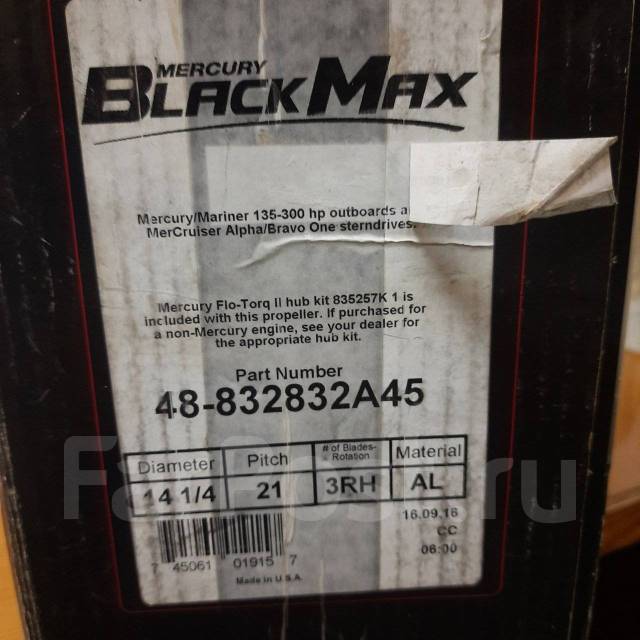 MERCURY
BLACKMAX
Mercury/Mariner 135-300 hp outboards a
MerCruiser Alpha/Bravo One sterndrives.
Mercury Flo-Torq II hub kit 835257K 1 is
included with this propeller. If purchased for
a non-Mercury engine, see your dealer for
the appropriate hub kit.
Part Number
48-832832A45
Diameter Pitch # of Blades- Rotation Material
14 1/4 21 3RH AL
16.09.16
CC
06:00
7 45061 01915 7
Made in U.S.A.